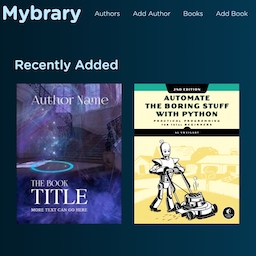 Mybrary Authors Add Author Books Add Book
Recently Added
Author Name
THE BOOK
TITLE
MORE TEXT CAN GO HERE
2ND EDITION
AUTOMATE
THE BORING STUFF
WITH PYTHON
PRACTICAL PROGRAMMING
FOR TOTAL BEGINNERS
AL SWEIGART